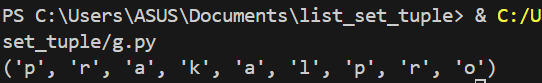 PS C:\Users\ASUS\Documents\list_set_tuple> & C:/U
set_tuple/g.py
('p', 'r', 'a', 'k', 'a', 'l', 'p', 'r', 'o')